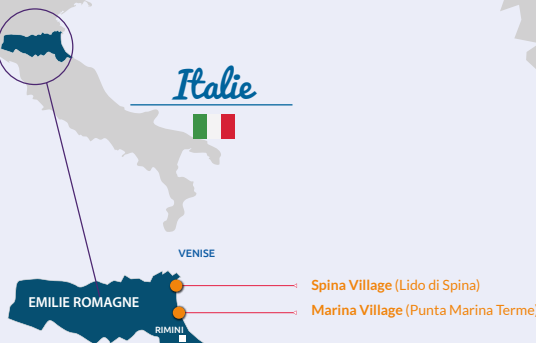 Italie
VENISE
Spina Village (Lido di Spina)
EMILIE ROMAGNE
Marina Village (Punta Marina Terme)
RIMINI